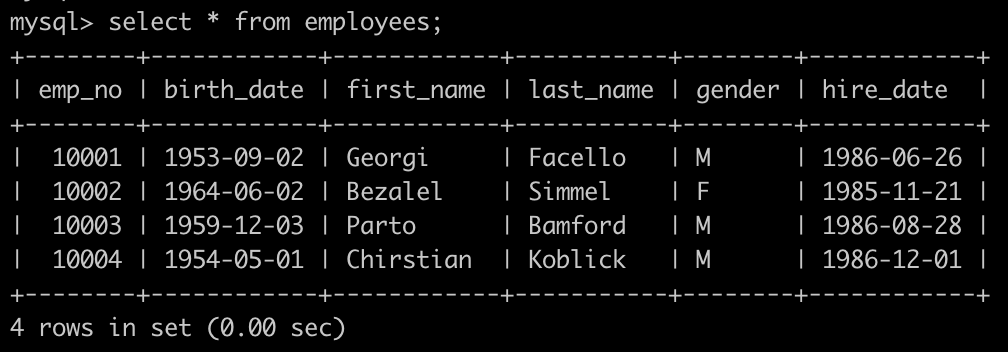 mysql> select * from employees;
+--------+------------+------------+-----------+--------+------------+
| emp_no | birth_date | first_name | last_name | gender | hire_date  |
+--------+------------+------------+-----------+--------+------------+
|  10001 | 1953-09-02 | Georgi     | Facello   | M      | 1986-06-26 |
|  10002 | 1964-06-02 | Bezalel    | Simmel    | F      | 1985-11-21 |
|  10003 | 1959-12-03 | Parto      | Bamford   | M      | 1986-08-28 |
|  10004 | 1954-05-01 | Chirstian  | Koblick   | M      | 1986-12-01 |
+--------+------------+------------+-----------+--------+------------+
4 rows in set (0.00 sec)